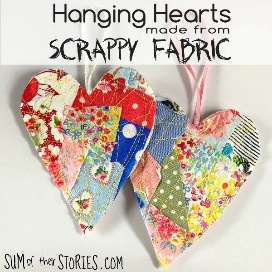 Hanging Hearts
made from
SCRAPPY FABRIC
SUM of their STORIES.COM